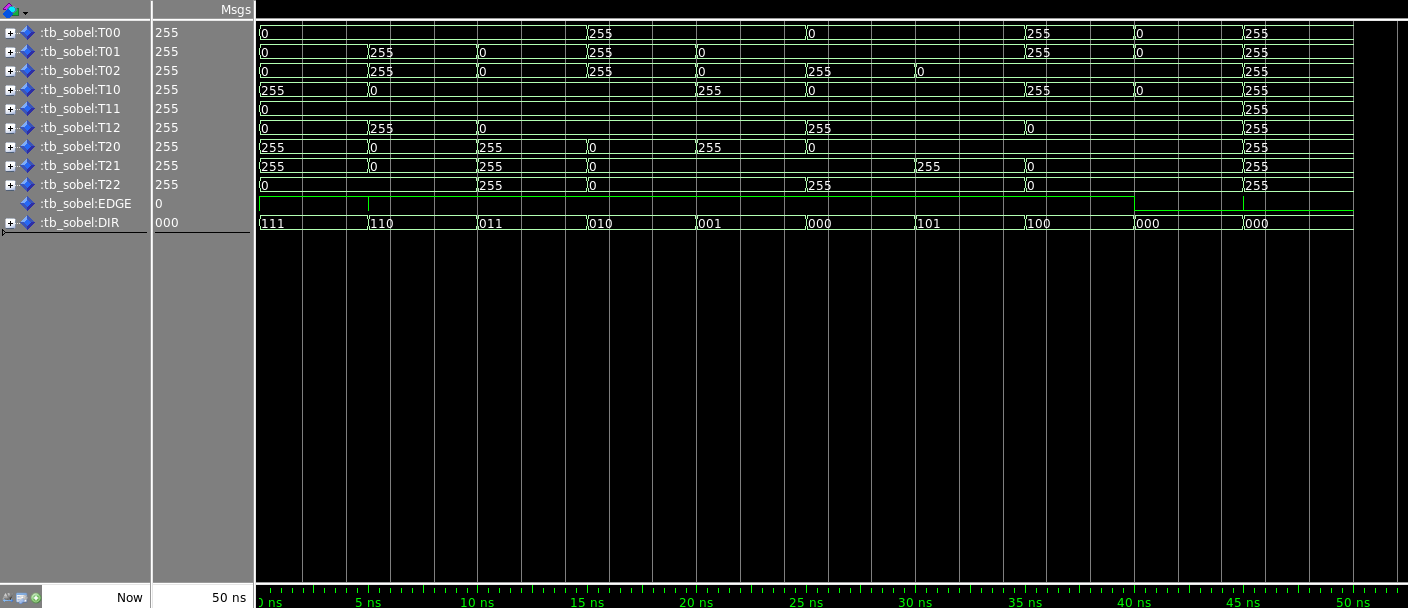 Msgs
:tb_sobel:T00 255 0 255 0 255 0 255
:tb_sobel:T01 255 0 255 0 255 0 255 0 255
:tb_sobel:T02 255 0 255 0 255 0 255 0 255
:tb_sobel:T10 255 255 0 255 0 255 0 255
:tb_sobel:T11 255 0 255
:tb_sobel:T12 255 0 255 0 255 0 255
:tb_sobel:T20 255 255 0 255 0 255 0 255
:tb_sobel:T21 255 255 0 255 0 255 0 255
:tb_sobel:T22 255 0 255 0 255 0 255
:tb_sobel:EDGE 0
:tb_sobel:DIR 000 111 110 011 010 001 000 101 100 000 000
Now 50 ns 0 ns 5 ns 10 ns 15 ns 20 ns 25 ns 30 ns 35 ns 40 ns 45 ns 50 ns